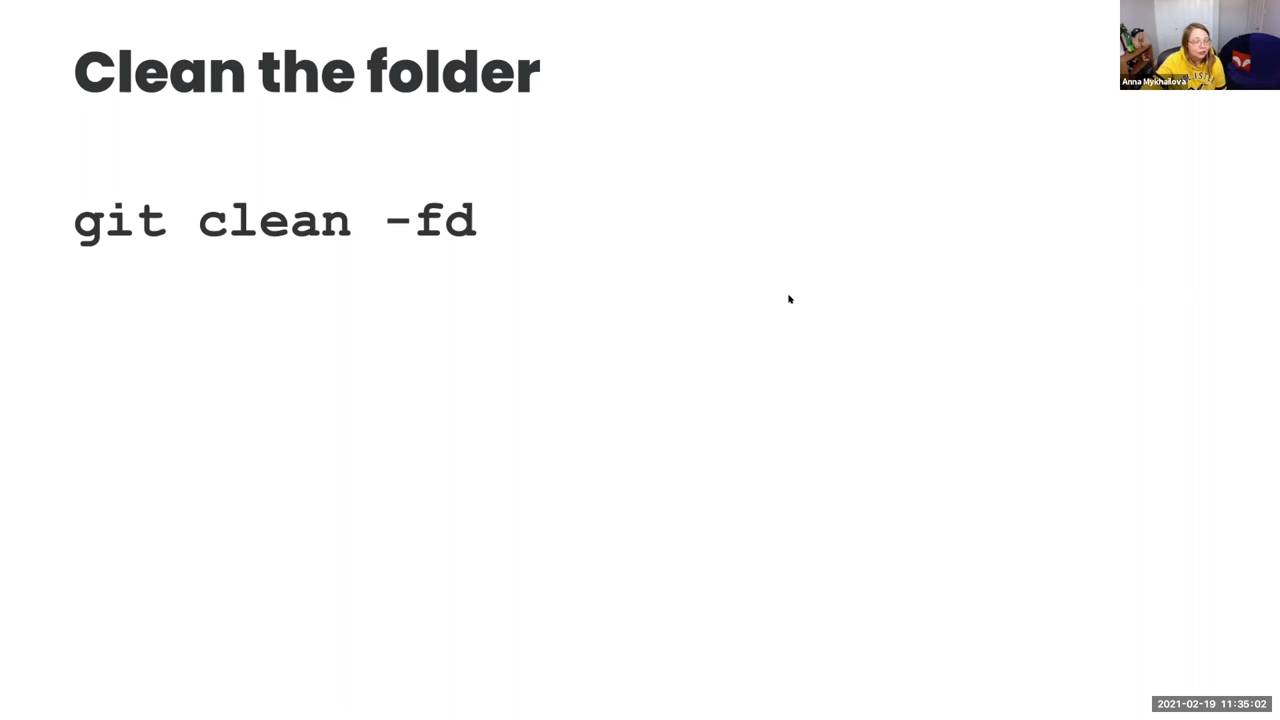 Clean the folder
git clean -fd
Anna Mykhailova
2021-02-19 11:35:02